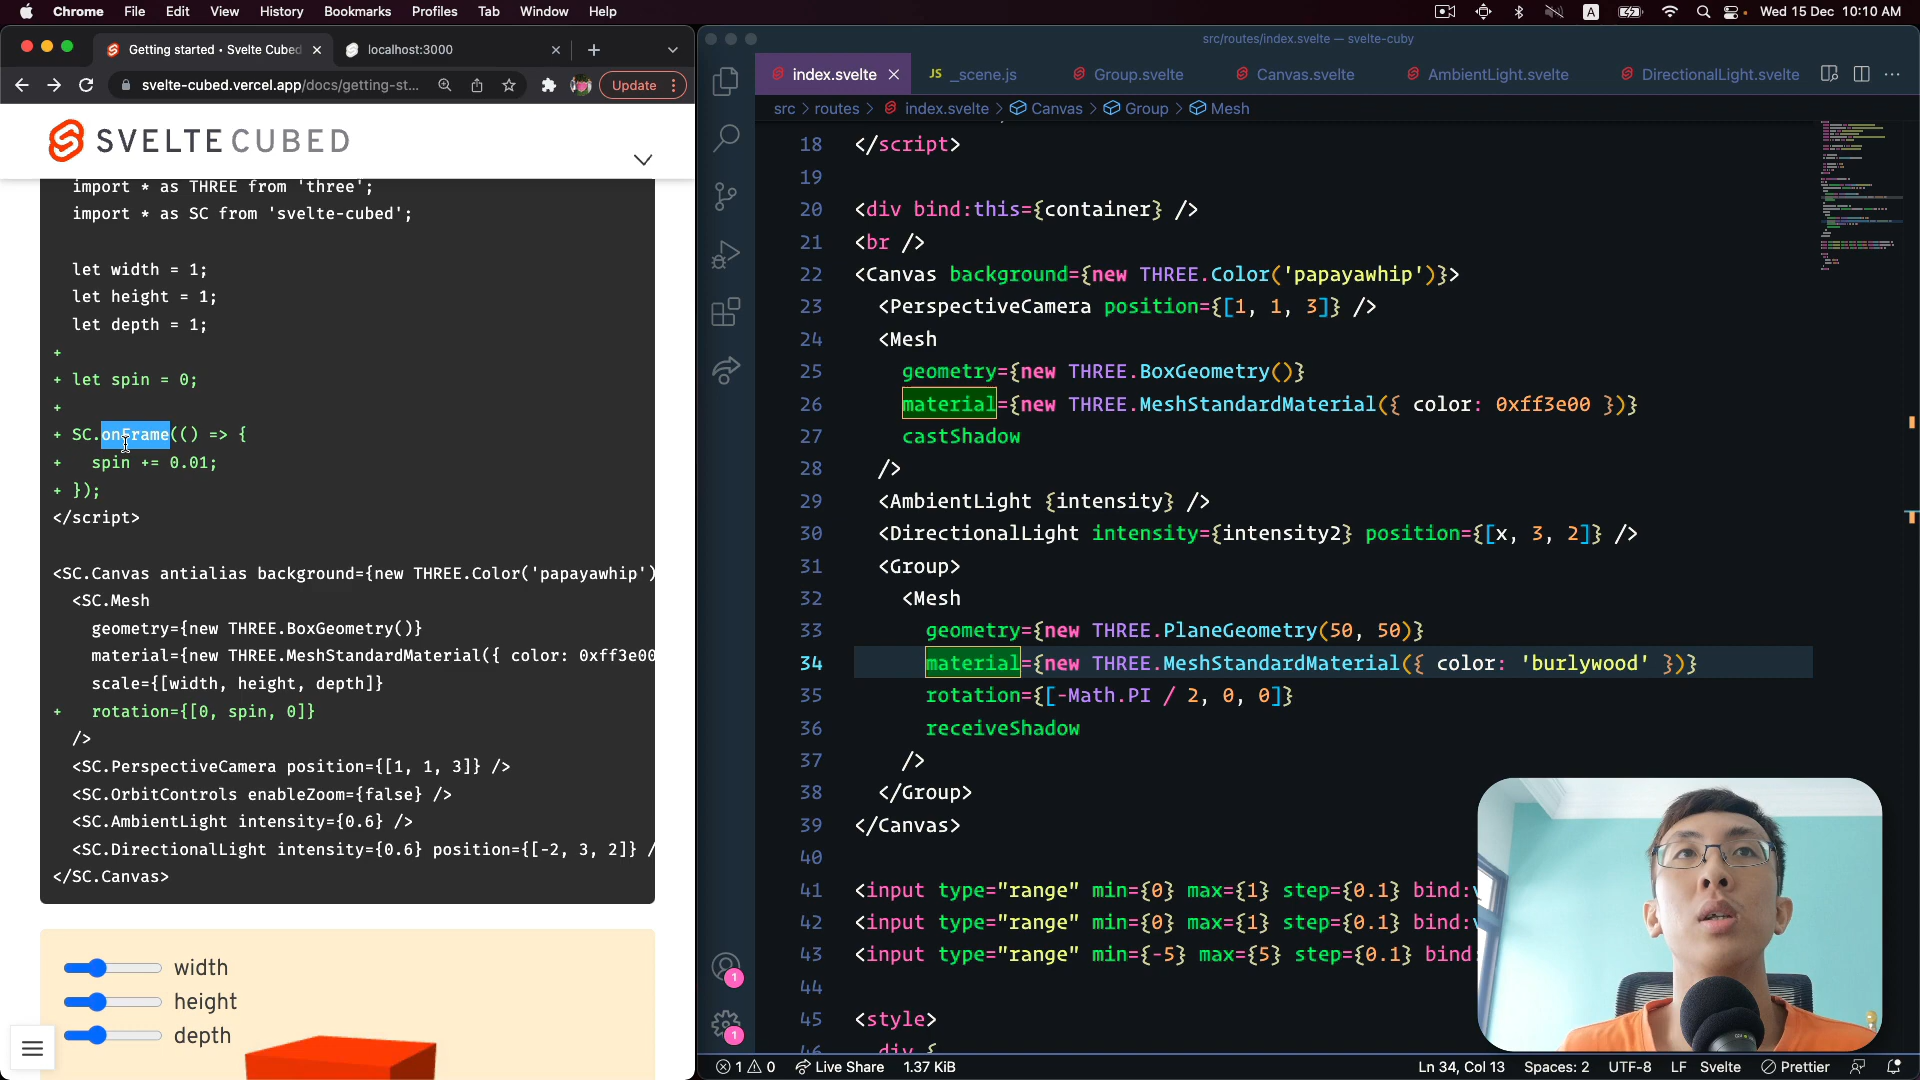 Chrome File Edit View History Bookmarks Profiles Tab Window Help
A
Wed 15 Dec 10:10 AM
Getting started • Svelte Cubed
localhost:3000
svelte-cubed.vercel.app/docs/getting-st...
Update
SVELTE CUBED
import * as THREE from 'three';
import * as SC from 'svelte-cubed';
let width = 1;
let height = 1;
let depth = 1;
+
+ let spin = 0;
+
+ SC.onFrame(() => {
+ spin += 0.01;
+ });
</script>
<SC.Canvas antialias background={new THREE.Color('papayawhip')
<SC.Mesh
geometry={new THREE.BoxGeometry()}
material={new THREE.MeshStandardMaterial({ color: 0xff3e00
scale={[width, height, depth]}
+ rotation={[0, spin, 0]}
/>
<SC.PerspectiveCamera position={[1, 1, 3]} />
<SC.OrbitControls enableZoom={false} />
<SC.AmbientLight intensity={0.6} />
<SC.DirectionalLight intensity={0.6} position={[-2, 3, 2]} /
</SC.Canvas>
width
height
depth
src/routes/index.svelte — svelte-cuby
index.svelte
JS _scene.js
Group.svelte
Canvas.svelte
AmbientLight.svelte
DirectionalLight.svelte
src > routes > index.svelte > Canvas > Group > Mesh
18 </script>
19
20 <div bind:this={container} />
21 <br />
22 <Canvas background={new THREE.Color('papayawhip')}>
23 <PerspectiveCamera position={[1, 1, 3]} />
24 <Mesh
25 geometry={new THREE.BoxGeometry()}
26 material={new THREE.MeshStandardMaterial({ color: 0xff3e00 })}
27 castShadow
28 />
29 <AmbientLight {intensity} />
30 <DirectionalLight intensity={intensity2} position={[x, 3, 2]} />
31 <Group>
32 <Mesh
33 geometry={new THREE.PlaneGeometry(50, 50)}
34 material={new THREE.MeshStandardMaterial({ color: 'burlywood' })}
35 rotation={[-Math.PI / 2, 0, 0]}
36 receiveShadow
37 />
38 </Group>
39 </Canvas>
40
41 <input type="range" min={0} max={1} step={0.1} bind:
42 <input type="range" min={0} max={1} step={0.1} bind:
43 <input type="range" min={-5} max={5} step={0.1} bind
44
45 <style>
46 div {
1
1
1 0 Live Share 1.37 KiB
Ln 34, Col 13 Spaces: 2 UTF-8 LF Svelte Prettier